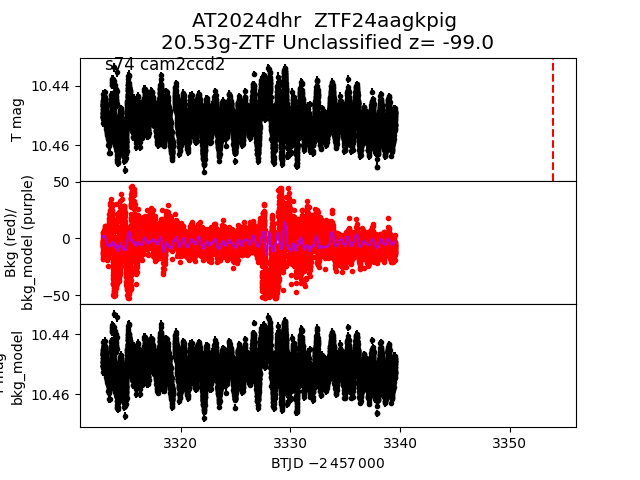 AT2024dhr  ZTF24aagkpig
20.53g-ZTF Unclassified z= -99.0
s74 cam2ccd2
10.44
10.46
T mag
50
0
−50
Bkg (red)/
bkg_model (purple)
10.44
10.46
bkg_model
3320
3330
3340
3350
BTJD −2 457 000